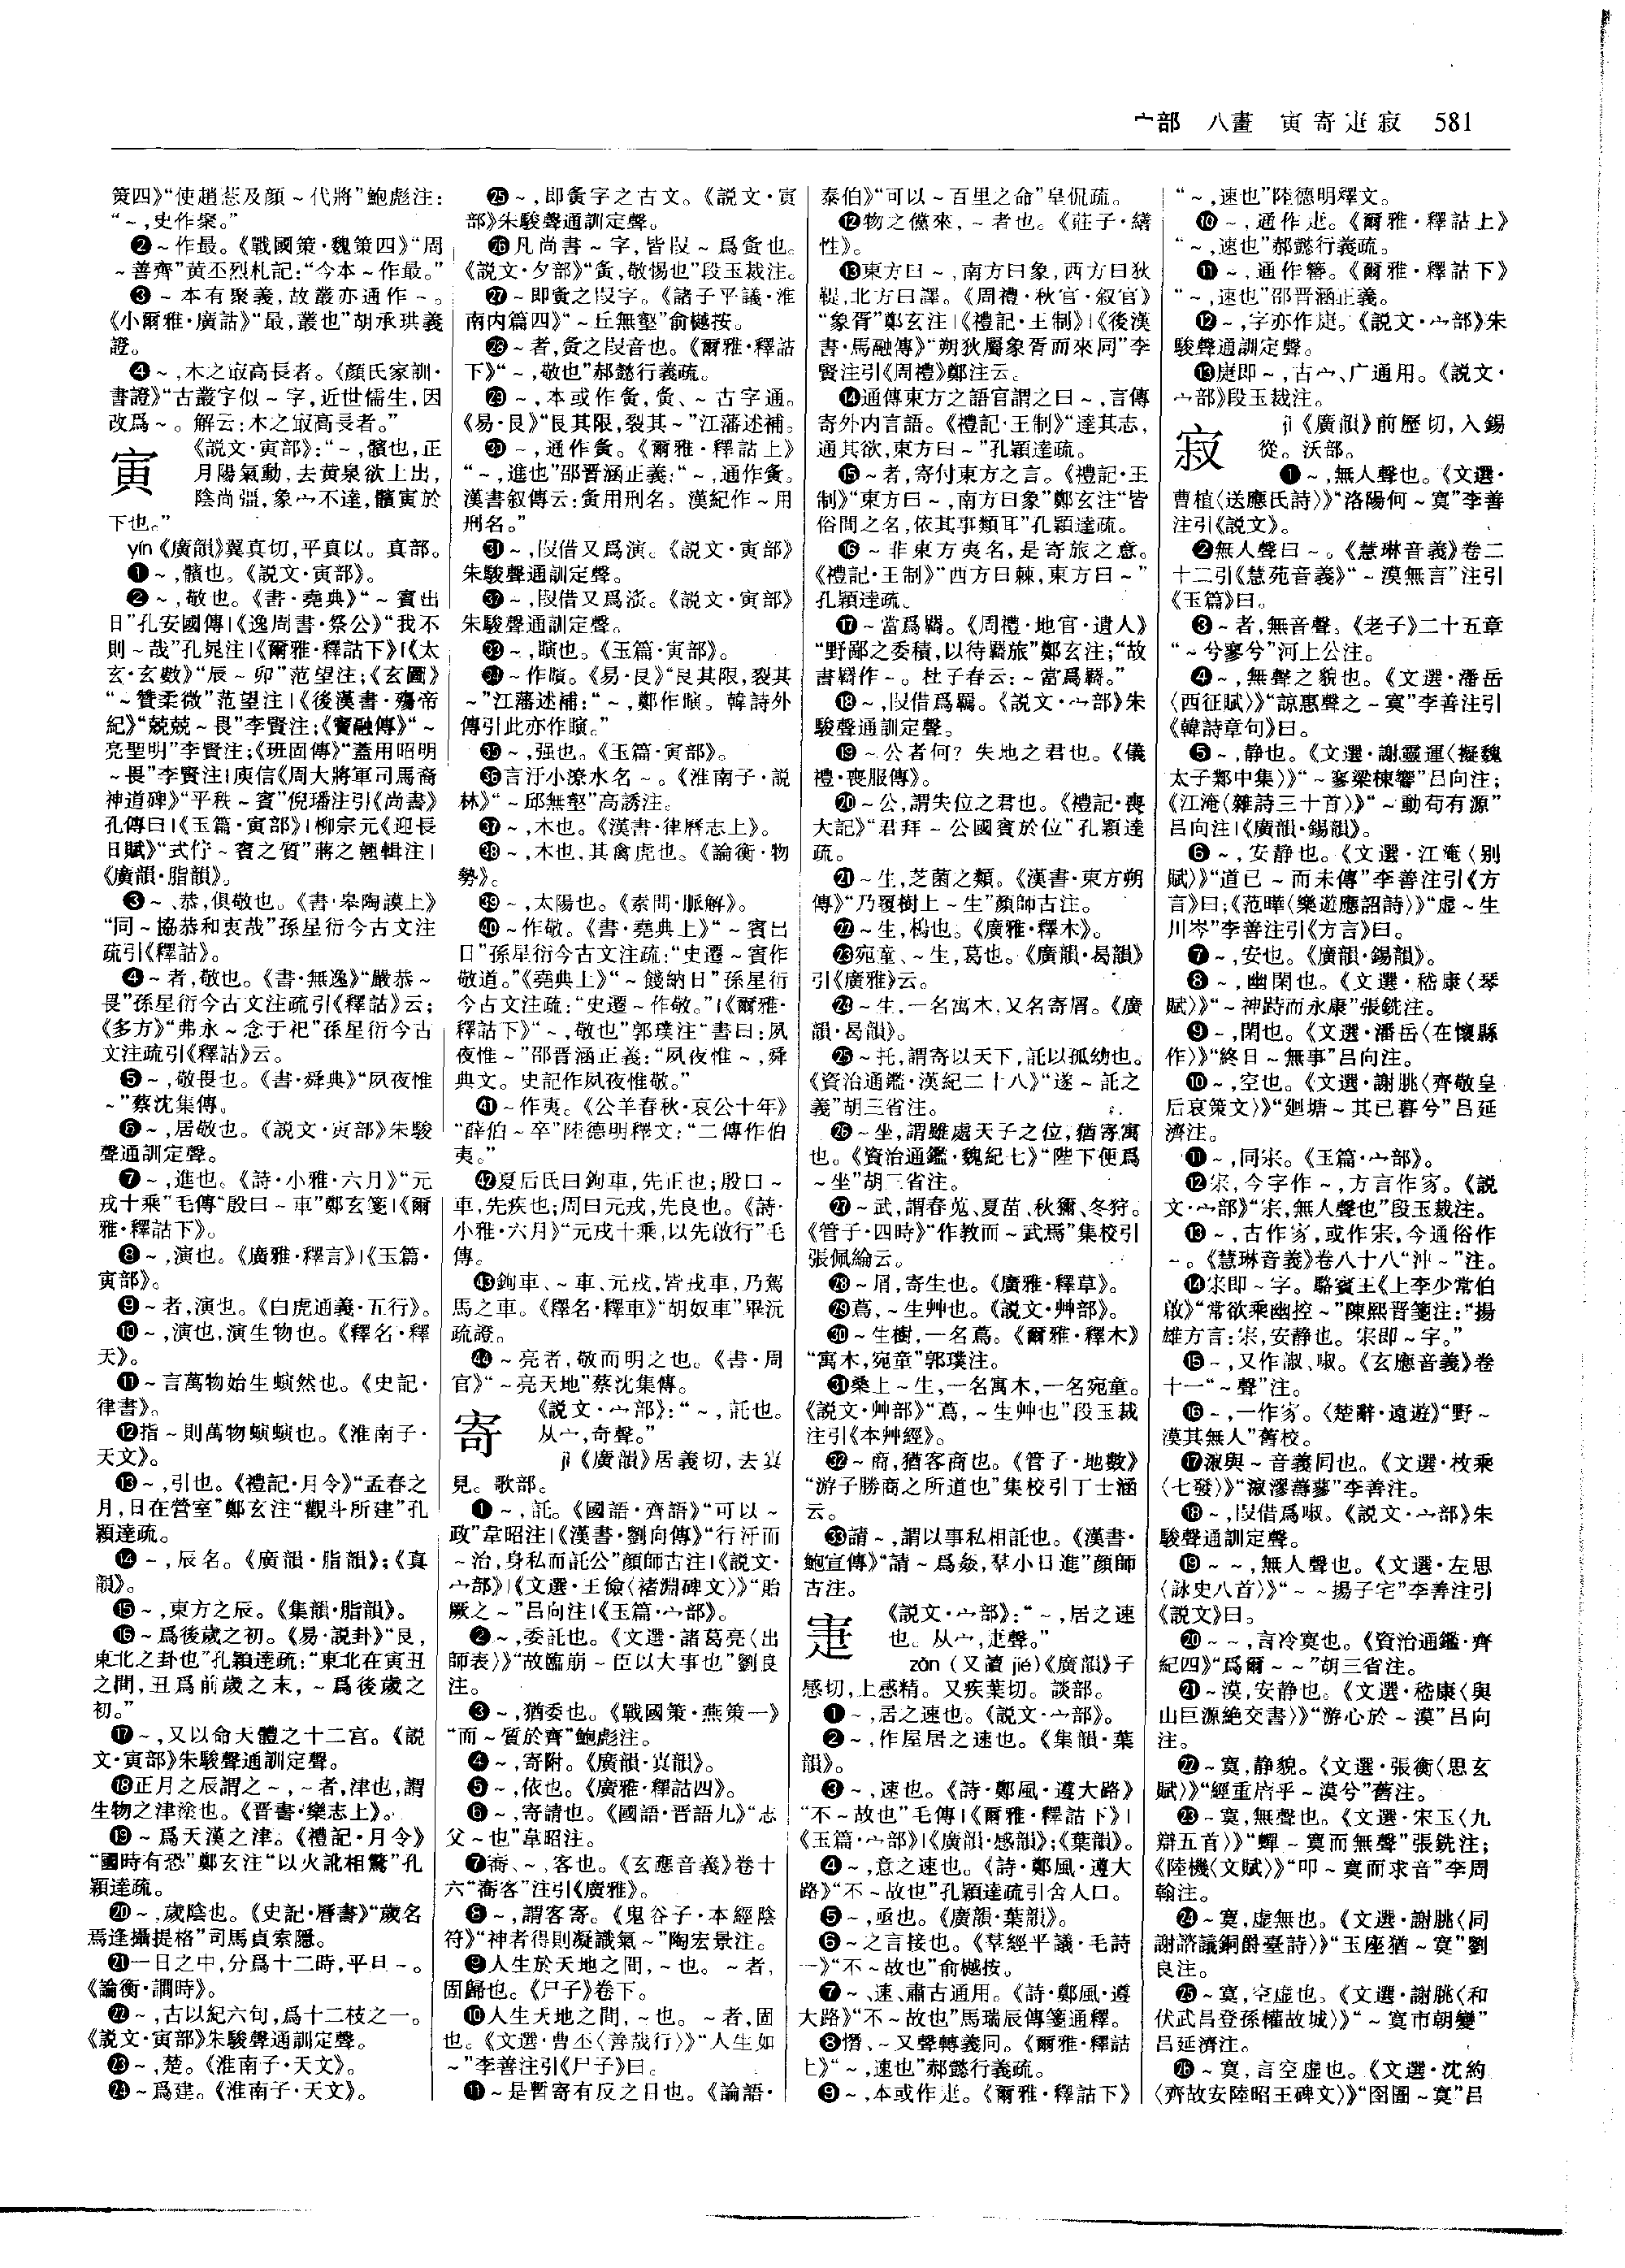 宀部 八畫 寅寄寁寂 581
策四》“使趙葱及顔～代將”鮑彪注：
“～，史作聚。”
❷～作最。《戰國策·魏策四》“周
～善齊”黄丕烈札記：“今本～作最。”
❸～本有聚義，故叢亦通作～。
《小爾雅·廣詁》“最，叢也”胡承珙義
證。
❹～，木之㝡高長者。《顔氏家訓·
書證》“古叢字似～字，近世儒生，因
改爲～。解云：木之㝡高長者。”
寅
《説文·寅部》：“～，髕也，正
月陽氣動，去黄泉欲上出，
陰尚彊，象宀不達，髕寅於
下也。”
yín《廣韻》翼真切，平真以。真部。
❶～，髕也。《説文·寅部》。
❷～，敬也。《書·堯典》“～賓出
日”孔安國傳|《逸周書·祭公》“我不
則～哉”孔晁注|《爾雅·釋詁下》|《太
玄·玄數》“辰～卯”范望注；《玄圖》
“～贊柔微”范望注|《後漢書·殤帝
紀》“兢兢～畏”李賢注；《竇融傳》“～
亮聖明”李賢注；《班固傳》“蓋用昭明
～畏”李賢注|庾信《周大將軍司馬裔
神道碑》“平秩～賓”倪璠注引《尚書》
孔傳曰|《玉篇·寅部》|柳宗元《迎長
日賦》“式佇～賓之質”蔣之翹輯注|
《廣韻·脂韻》。
❸～、恭，俱敬也。《書·皋陶謨上》
“同～協恭和衷哉”孫星衍今古文注
疏引《釋詁》。
❹～者，敬也。《書·無逸》“嚴恭～
畏”孫星衍今古文注疏引《釋詁》云；
《多方》“弗永～念于祀”孫星衍今古
文注疏引《釋詁》云。
❺～，敬畏也。《書·舜典》“夙夜惟
～”蔡沈集傳。
❻～，居敬也。《説文·寅部》朱駿
聲通訓定聲。
❼～，進也。《詩·小雅·六月》“元
戎十乘”毛傳“殷曰～車”鄭玄箋|《爾
雅·釋詁下》。
❽～，演也。《廣雅·釋言》|《玉篇·
寅部》。
❾～者，演也。《白虎通義·五行》。
❿～，演也，演生物也。《釋名·釋
天》。
⓫～言萬物始生螾然也。《史記·
律書》。
⓬指～則萬物螾螾也。《淮南子·
天文》。
⓭～，引也。《禮記·月令》“孟春之
月，日在營室”鄭玄注“觀斗所建”孔
穎達疏。
⓮～，辰名。《廣韻·脂韻》；《真
韻》。
⓯～，東方之辰。《集韻·脂韻》。
⓰～爲後歲之初。《易·説卦》“艮，
東北之卦也”孔穎達疏：“東北在寅丑
之間，丑爲前歲之末，～爲後歲之
初。”
⓱～，又以命天體之十二宫。《説
文·寅部》朱駿聲通訓定聲。
⓲正月之辰謂之～，～者，津也，謂
生物之津塗也。《晋書·樂志上》。
⓳～爲天漢之津。《禮記·月令》
“國時有恐”鄭玄注“以火訛相驚”孔
穎達疏。
⓴～，歲陰也。《史記·曆書》“歲名
焉逢攝提格”司馬貞索隱。
㉑一日之中，分爲十二時，平旦～。
《論衡·𧬄時》。
㉒～，古以紀六旬，爲十二枝之一。
《説文·寅部》朱駿聲通訓定聲。
㉓～，楚。《淮南子·天文》。
㉔～爲建。《淮南子·天文》。
㉕～，即夤字之古文。《説文·寅
部》朱駿聲通訓定聲。
㉖凡尚書～字，皆叚～爲夤也。
《説文·夕部》“夤，敬惕也”段玉裁注。
㉗～即夤之叚字。《諸子平議·淮
南内篇四》“～丘無壑”俞樾按。
㉘～者，夤之叚音也。《爾雅·釋詁
下》“～，敬也”郝懿行義疏。
㉙～，本或作夤，夤、～古字通。
《易·艮》“艮其限，裂其～”江藩述補。
㉚～，通作夤。《爾雅·釋詁上》
“～，進也”邵晋涵正義：“～，通作夤。
漢書叙傳云：夤用刑名。漢紀作～用
刑名。”
㉛～，叚借又爲演。《説文·寅部》
朱駿聲通訓定聲。
㉜～，叚借又爲濥。《説文·寅部》
朱駿聲通訓定聲。
㉝～，瞚也。《玉篇·寅部》。
㉞～作䐜。《易·艮》“艮其限，裂其
～”江藩述補：“～，鄭作䐜。韓詩外
傳引此亦作䐜。”
㉟～，强也。《玉篇·寅部》。
㊱言汙小潦水名～。《淮南子·説
林》“～邱無壑”高誘注。
㊲～，木也。《漢書·律曆志上》。
㊳～，木也，其禽虎也。《論衡·物
勢》。
㊴～，太陽也。《素問·脈解》。
㊵～作敬。《書·堯典上》“～賓出
日”孫星衍今古文注疏：“史遷～賓作
敬道。”《堯典上》“～餞納日”孫星衍
今古文注疏：“史遷～作敬。”|《爾雅·
釋詁下》“～，敬也”郭璞注“書曰：夙
夜惟～”邵晋涵正義：“夙夜惟～，舜
典文。史記作夙夜惟敬。”
㊶～作夷。《公羊春秋·哀公十年》
“薛伯～卒”陸德明釋文：“二傳作伯
夷。”
㊷夏后氏曰鉤車，先正也；殷曰～
車，先疾也；周曰元戎，先良也。《詩·
小雅·六月》“元戎十乘，以先啟行”毛
傳。
㊸鉤車、～車、元戎，皆戎車，乃駕
馬之車。《釋名·釋車》“胡奴車”畢沅
疏證。
㊹～亮者，敬而明之也。《書·周
官》“～亮天地”蔡沈集傳。
寄
《説文·宀部》：“～，託也。
从宀，奇聲。”
jì《廣韻》居義切，去寘
見。歌部。
❶～，託。《國語·齊語》“可以～
政”韋昭注|《漢書·劉向傳》“行汙而
～治，身私而託公”顔師古注|《説文·
宀部》|《文選·王儉〈褚淵碑文〉》“貽
厥之～”吕向注|《玉篇·宀部》。
❷～，委託也。《文選·諸葛亮〈出
師表〉》“故臨崩～臣以大事也”劉良
注。
❸～，猶委也。《戰國策·燕策一》
“而～質於齊”鮑彪注。
❹～，寄附。《廣韻·寘韻》。
❺～，依也。《廣雅·釋詁四》。
❻～，寄請也。《國語·晋語九》“志
父～也”韋昭注。
❼𠌥、～，客也。《玄應音義》卷十
六“𠌥客”注引《廣雅》。
❽～，謂客寄。《鬼谷子·本經陰
符》“神者得則凝識氣～”陶宏景注。
❾人生於天地之間，～也。～者，
固歸也。《尸子》卷下。
❿人生天地之間，～也。～者，固
也。《文選·曹丕〈善哉行〉》“人生如
～”李善注引《尸子》曰。
⓫～是暫寄有反之日也。《論語·
泰伯》“可以～百里之命”皇侃疏。
⓬物之儻來，～者也。《莊子·繕
性》。
⓭東方曰～，南方曰象，西方曰狄
鞮，北方曰譯。《周禮·秋官·叙官》
“象胥”鄭玄注|《禮記·王制》|《後漢
書·馬融傳》“朔狄屬象胥而來同”李
賢注引《周禮》鄭注云。
⓮通傳東方之語官謂之曰～，言傳
寄外内言語。《禮記·王制》“達其志，
通其欲，東方曰～”孔穎達疏。
⓯～者，寄付東方之言。《禮記·王
制》“東方曰～，南方曰象”鄭玄注“皆
俗間之名，依其事類耳”孔穎達疏。
⓰～非東方夷名，是寄旅之意。
《禮記·王制》“西方曰棘，東方曰～”
孔穎達疏。
⓱～當爲羇。《周禮·地官·遺人》
“野鄙之委積，以待羇旅”鄭玄注；“故
書羇作～。杜子春云：～當爲羇。”
⓲～，叚借爲羈。《説文·宀部》朱
駿聲通訓定聲。
⓳～公者何？失地之君也。《儀
禮·喪服傳》。
⓴～公，謂失位之君也。《禮記·喪
大記》“君拜～公國賓於位”孔穎達
疏。
㉑～生，芝菌之類。《漢書·東方朔
傳》“乃覆樹上～生”顔師古注。
㉒～生，樢也。《廣雅·釋木》。
㉓宛童、～生，葛也。《廣韻·曷韻》
引《廣雅》云。
㉔～生，一名寓木，又名寄屑。《廣
韻·曷韻》。
㉕～托，謂寄以天下，託以孤幼也。
《資治通鑑·漢紀二十八》“遂～託之
義”胡三省注。
㉖～坐，謂雖處天子之位，猶寄寓
也。《資治通鑑·魏紀七》“陛下便爲
～坐”胡三省注。
㉗～武，謂春蒐、夏苗、秋獮、冬狩。
《管子·四時》“作教而～武焉”集校引
張佩綸云。
㉘～屑，寄生也。《廣雅·釋草》。
㉙蔦，～生艸也。《説文·艸部》。
㉚～生樹，一名蔦。《爾雅·釋木》
“寓木，宛童”郭璞注。
㉛桑上～生，一名寓木，一名宛童。
《説文·艸部》“蔦，～生艸也”段玉裁
注引《本艸經》。
㉜～商，猶客商也。《管子·地數》
“游子勝商之所道也”集校引丁士涵
云。
㉝請～，謂以事私相託也。《漢書·
鮑宣傳》“請～爲姦，羣小日進”顔師
古注。
寁
《説文·宀部》：“～，居之速
也。从宀，疌聲。”
zǎn（又讀jié）《廣韻》子
感切，上感精。又疾葉切。談部。
❶～，居之速也。《説文·宀部》。
❷～，作屋居之速也。《集韻·葉
韻》。
❸～，速也。《詩·鄭風·遵大路》
“不～故也”毛傳|《爾雅·釋詁下》|
《玉篇·宀部》|《廣韻·感韻》；《葉韻》。
❹～，意之速也。《詩·鄭風·遵大
路》“不～故也”孔穎達疏引舍人曰。
❺～，亟也。《廣韻·葉韻》。
❻～之言接也。《羣經平議·毛詩
一》“不～故也”俞樾按。
❼～、速、肅古通用。《詩·鄭風·遵
大路》“不～故也”馬瑞辰傳箋通釋。
❽憯、～又聲轉義同。《爾雅·釋詁
上》“～，速也”郝懿行義疏。
❾～，本或作疌。《爾雅·釋詁下》
“～，速也”陸德明釋文。
❿～，通作疌。《爾雅·釋詁上》
“～，速也”郝懿行義疏。
⓫～，通作簪。《爾雅·釋詁下》
“～，速也”邵晋涵正義。
⓬～，字亦作㡫。《説文·宀部》朱
駿聲通訓定聲。
⓭㡫即～，古宀、广通用。《説文·
宀部》段玉裁注。
寂
jì《廣韻》前歷切，入錫
從。沃部。
❶～，無人聲也。《文選·
曹植〈送應氏詩〉》“洛陽何～寞”李善
注引《説文》。
❷無人聲曰～。《慧琳音義》卷二
十二引《慧苑音義》“～漠無言”注引
《玉篇》曰。
❸～者，無音聲。《老子》二十五章
“～兮寥兮”河上公注。
❹～，無聲之貌也。《文選·潘岳
〈西征賦〉》“諒惠聲之～寞”李善注引
《韓詩章句》曰。
❺～，静也。《文選·謝靈運〈擬魏
太子鄴中集〉》“～寥梁棟響”吕向注；
《江淹〈雜詩三十首〉》“～動苟有源”
吕向注|《廣韻·錫韻》。
❻～，安静也。《文選·江淹〈别
賦〉》“道已～而未傳”李善注引《方
言》曰；《范曄〈樂遊應詔詩〉》“虚～生
川岑”李善注引《方言》曰。
❼～，安也。《廣韻·錫韻》。
❽～，幽閑也。《文選·嵇康〈琴
賦〉》“～神跱而永康”張銑注。
❾～，閑也。《文選·潘岳〈在懷縣
作〉》“終日～無事”吕向注。
❿～，空也。《文選·謝朓〈齊敬皇
后哀策文〉》“廻塘～其已暮兮”吕延
濟注。
⓫～，同宋。《玉篇·宀部》。
⓬宋，今字作～，方言作家。《説
文·宀部》“宋，無人聲也”段玉裁注。
⓭～，古作家，或作宋，今通俗作
～。《慧琳音義》卷八十八“沖～”注。
⓮宋即～字。駱賓王《上李少常伯
啟》“常欲乘幽控～”陳熙晋箋注：“揚
雄方言：宋，安静也。宋即～字。”
⓯～，又作諔、㖆。《玄應音義》卷
十一“～聲”注。
⓰～，一作家。《楚辭·遠遊》“野～
漠其無人”舊校。
⓱漃與～音義同也。《文選·枚乘
〈七發〉》“漃漻薵蓼”李善注。
⓲～，叚借爲㖆。《説文·宀部》朱
駿聲通訓定聲。
⓳～～，無人聲也。《文選·左思
〈詠史八首〉》“～～揚子宅”李善注引
《説文》曰。
⓴～～，言冷寞也。《資治通鑑·齊
紀四》“爲爾～～”胡三省注。
㉑～漠，安静也。《文選·嵇康〈與
山巨源絶交書〉》“游心於～漠”吕向
注。
㉒～寞，静貌。《文選·張衡〈思玄
賦〉》“經重㾗乎～漠兮”舊注。
㉓～寞，無聲也。《文選·宋玉〈九
辯五首〉》“蟬～寞而無聲”張銑注；
《陸機〈文賦〉》“叩～寞而求音”李周
翰注。
㉔～寞，虚無也。《文選·謝朓〈同
謝諮議銅爵臺詩〉》“玉座猶～寞”劉
良注。
㉕～寞，空虚也。《文選·謝朓〈和
伏武昌登孫權故城〉》“～寞市朝變”
吕延濟注。
㉖～寞，言空虚也。《文選·沈約
〈齊故安陸昭王碑文〉》“囹圄～寞”吕